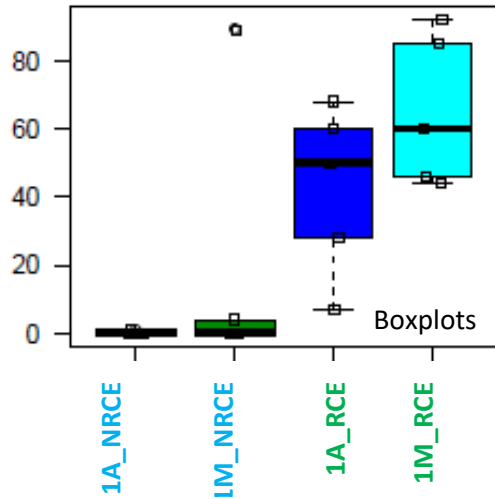 80
60
40
20
0
Boxplots
1A_NRCE
1M_NRCE
1A_RCE
1M_RCE